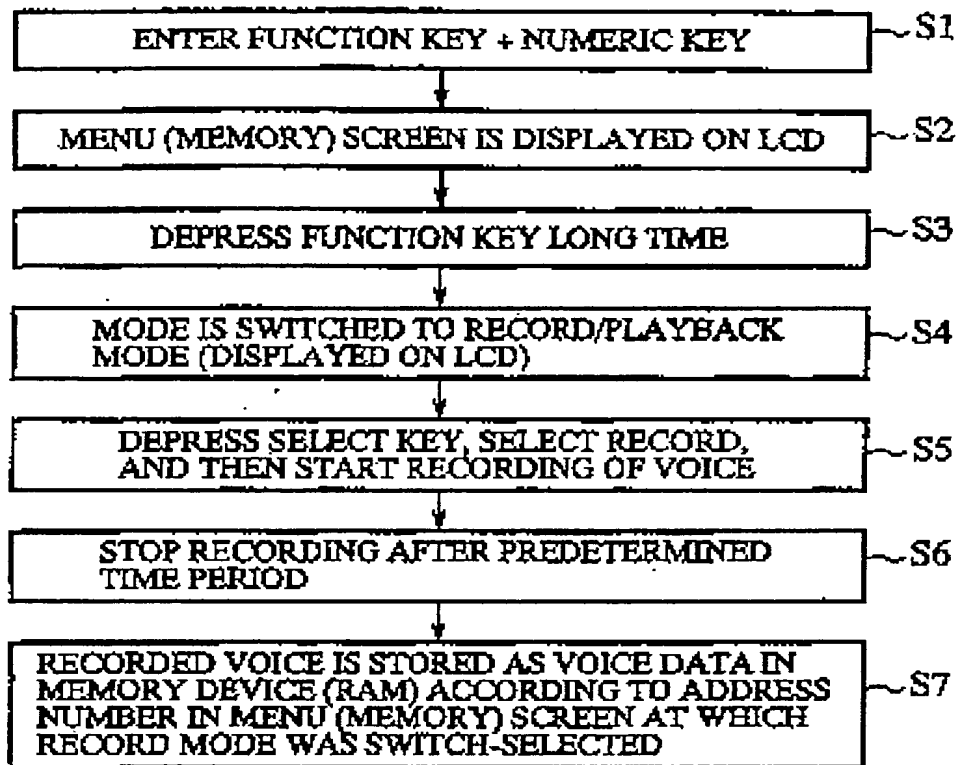 ENTER FUNCTION KEY + NUMERIC KEY
S1
MENU (MEMORY) SCREEN IS DISPLAYED ON LCD
S2
DEPRESS FUNCTION KEY LONG TIME
S3
MODE IS SWITCHED TO RECORD/PLAYBACK
MODE (DISPLAYED ON LCD)
S4
DEPRESS SELECT KEY, SELECT RECORD,
AND THEN START RECORDING OF VOICE
S5
STOP RECORDING AFTER PREDETERMINED
TIME PERIOD
S6
RECORDED VOICE IS STORED AS VOICE DATA IN
MEMORY DEVICE (RAM) ACCORDING TO ADDRESS
NUMBER IN MENU (MEMORY) SCREEN AT WHICH
RECORD MODE WAS SWITCH-SELECTED
S7